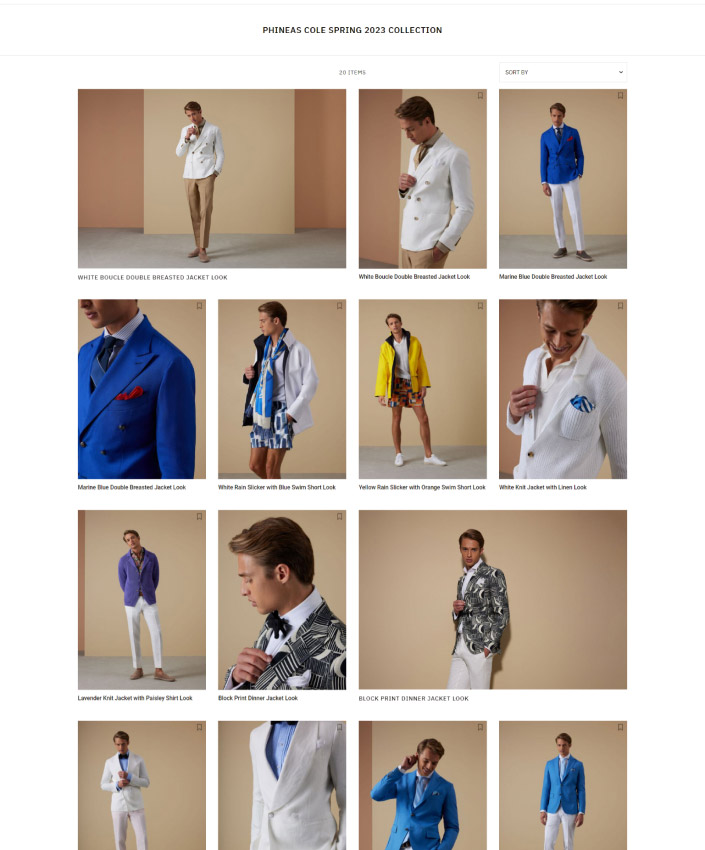 PHINEAS COLE SPRING 2023 COLLECTION
20 ITEMS
SORT BY
WHITE BOUCLE DOUBLE BREASTED JACKET LOOK
White Boucle Double Breasted Jacket Look
Marine Blue Double Breasted Jacket Look
Marine Blue Double Breasted Jacket Look
White Rain Slicker with Blue Swim Short Look
Yellow Rain Slicker with Orange Swim Short Look
White Knit Jacket with Linen Look
Lavender Knit Jacket with Paisley Shirt Look
Block Print Dinner Jacket Look
BLOCK PRINT DINNER JACKET LOOK